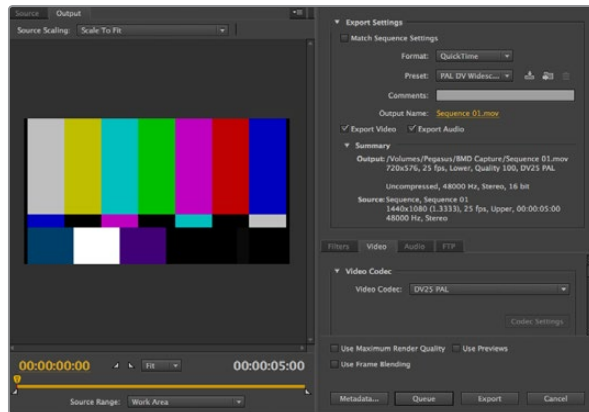 Source
Output
Source Scaling: Scale To Fit
00:00:00:00
Fit
00:00:05:00
Source Range: Work Area
Export Settings
Match Sequence Settings
Format: QuickTime
Preset: PAL DV Widesc...
Comments:
Output Name: Sequence 01.mov
Export Video Export Audio
Summary
Output: /Volumes/Pegasus/BMD Capture/Sequence 01.mov
720x576, 25 fps, Lower, Quality 100, DV25 PAL
Uncompressed, 48000 Hz, Stereo, 16 bit
Source: Sequence, Sequence 01
1440x1080 (1.3333), 25 fps, Upper, 00:00:05:00
48000 Hz, Stereo
Filters Video Audio FTP
Video Codec
Video Codec: DV25 PAL
Codec Settings
Use Maximum Render Quality Use Previews
Use Frame Blending
Metadata... Queue Export Cancel